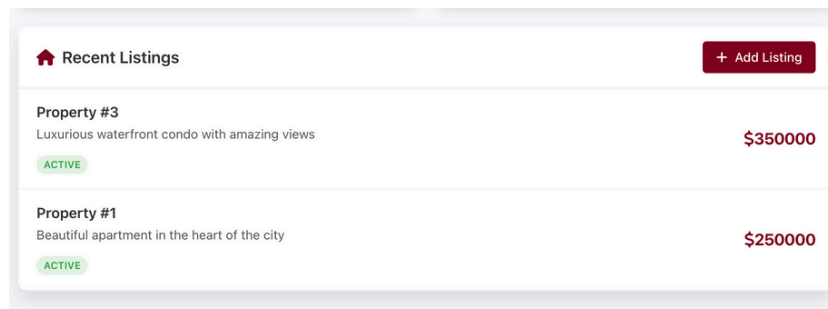 Recent Listings
+ Add Listing
Property #3
Luxurious waterfront condo with amazing views
$350000
ACTIVE
Property #1
Beautiful apartment in the heart of the city
$250000
ACTIVE